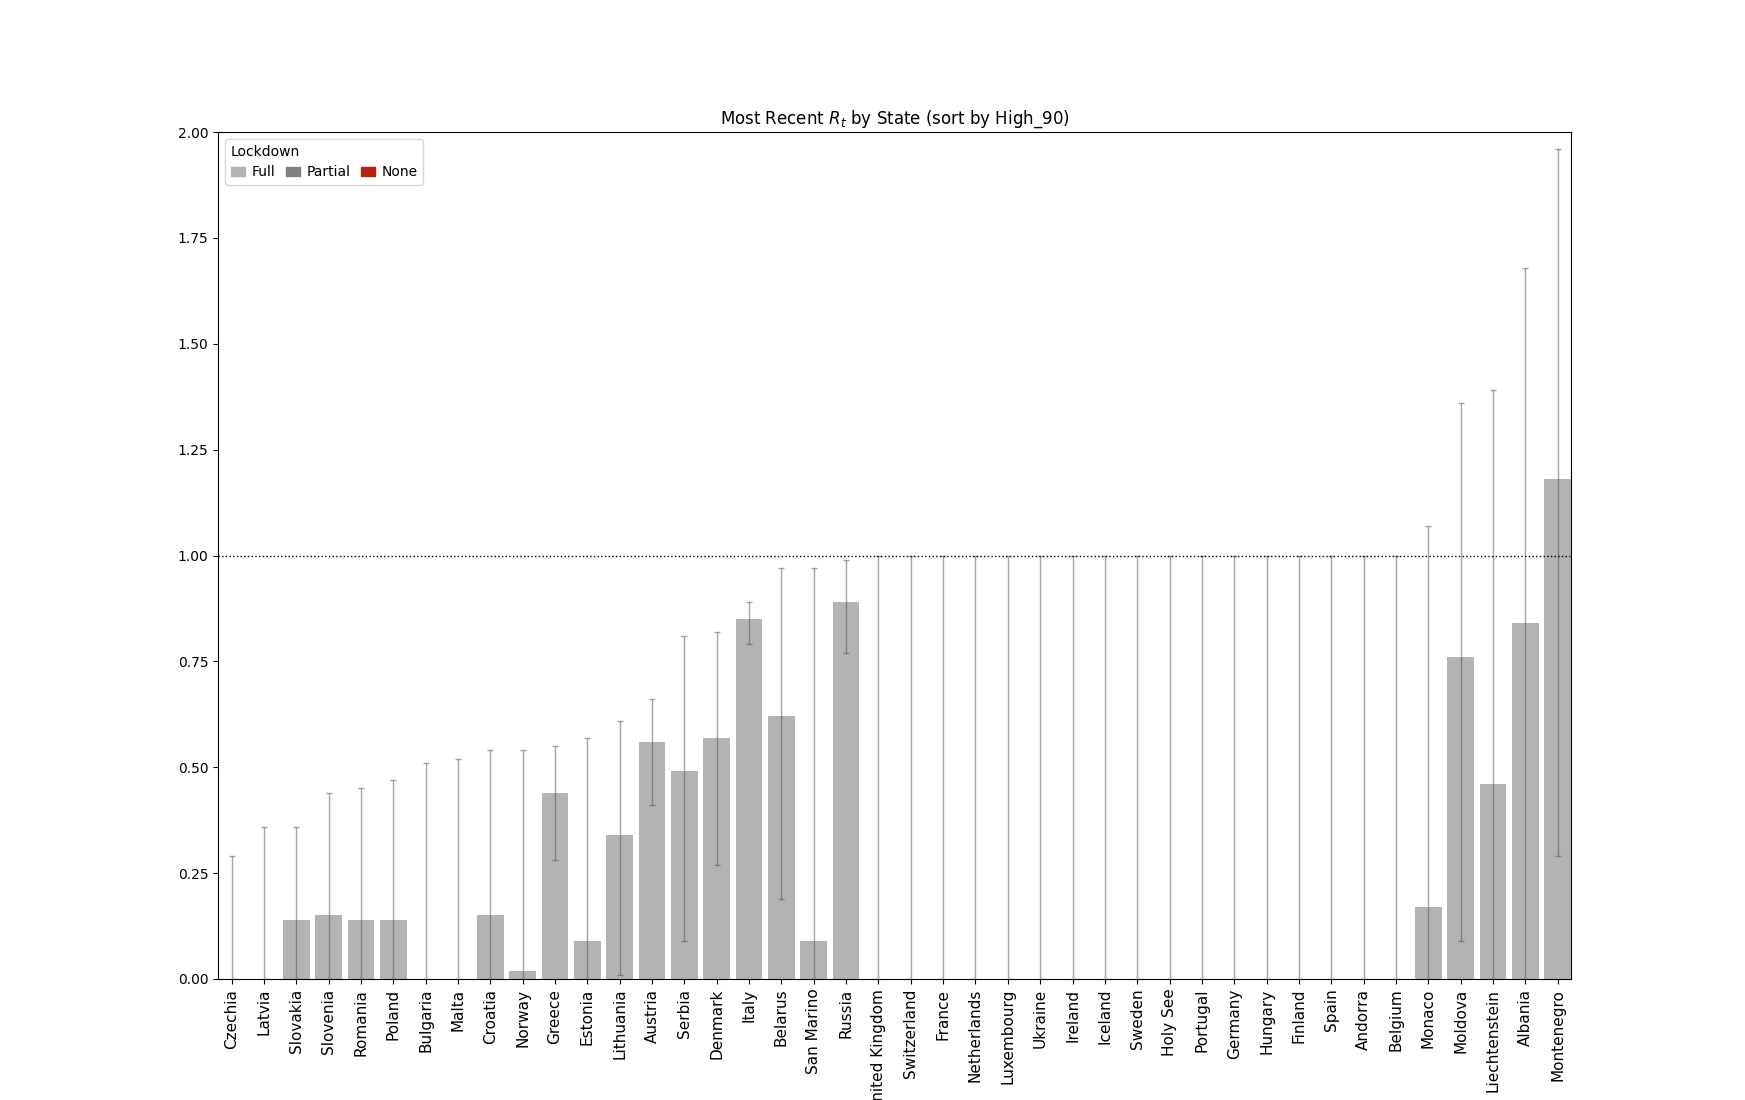 Most Recent Rt by State (sort by High_90)
2.00
Lockdown
Full Partial None
1.75
1.50
1.25
1.00
0.75
0.50
0.25
0.00
Czechia
Latvia
Slovakia
Slovenia
Romania
Poland
Bulgaria
Malta
Croatia
Norway
Greece
Estonia
Lithuania
Austria
Serbia
Denmark
Italy
Belarus
San Marino
Russia
nited Kingdom
Switzerland
France
Netherlands
Luxembourg
Ukraine
Ireland
Iceland
Sweden
Holy See
Portugal
Germany
Hungary
Finland
Spain
Andorra
Belgium
Monaco
Moldova
Liechtenstein
Albania
Montenegro